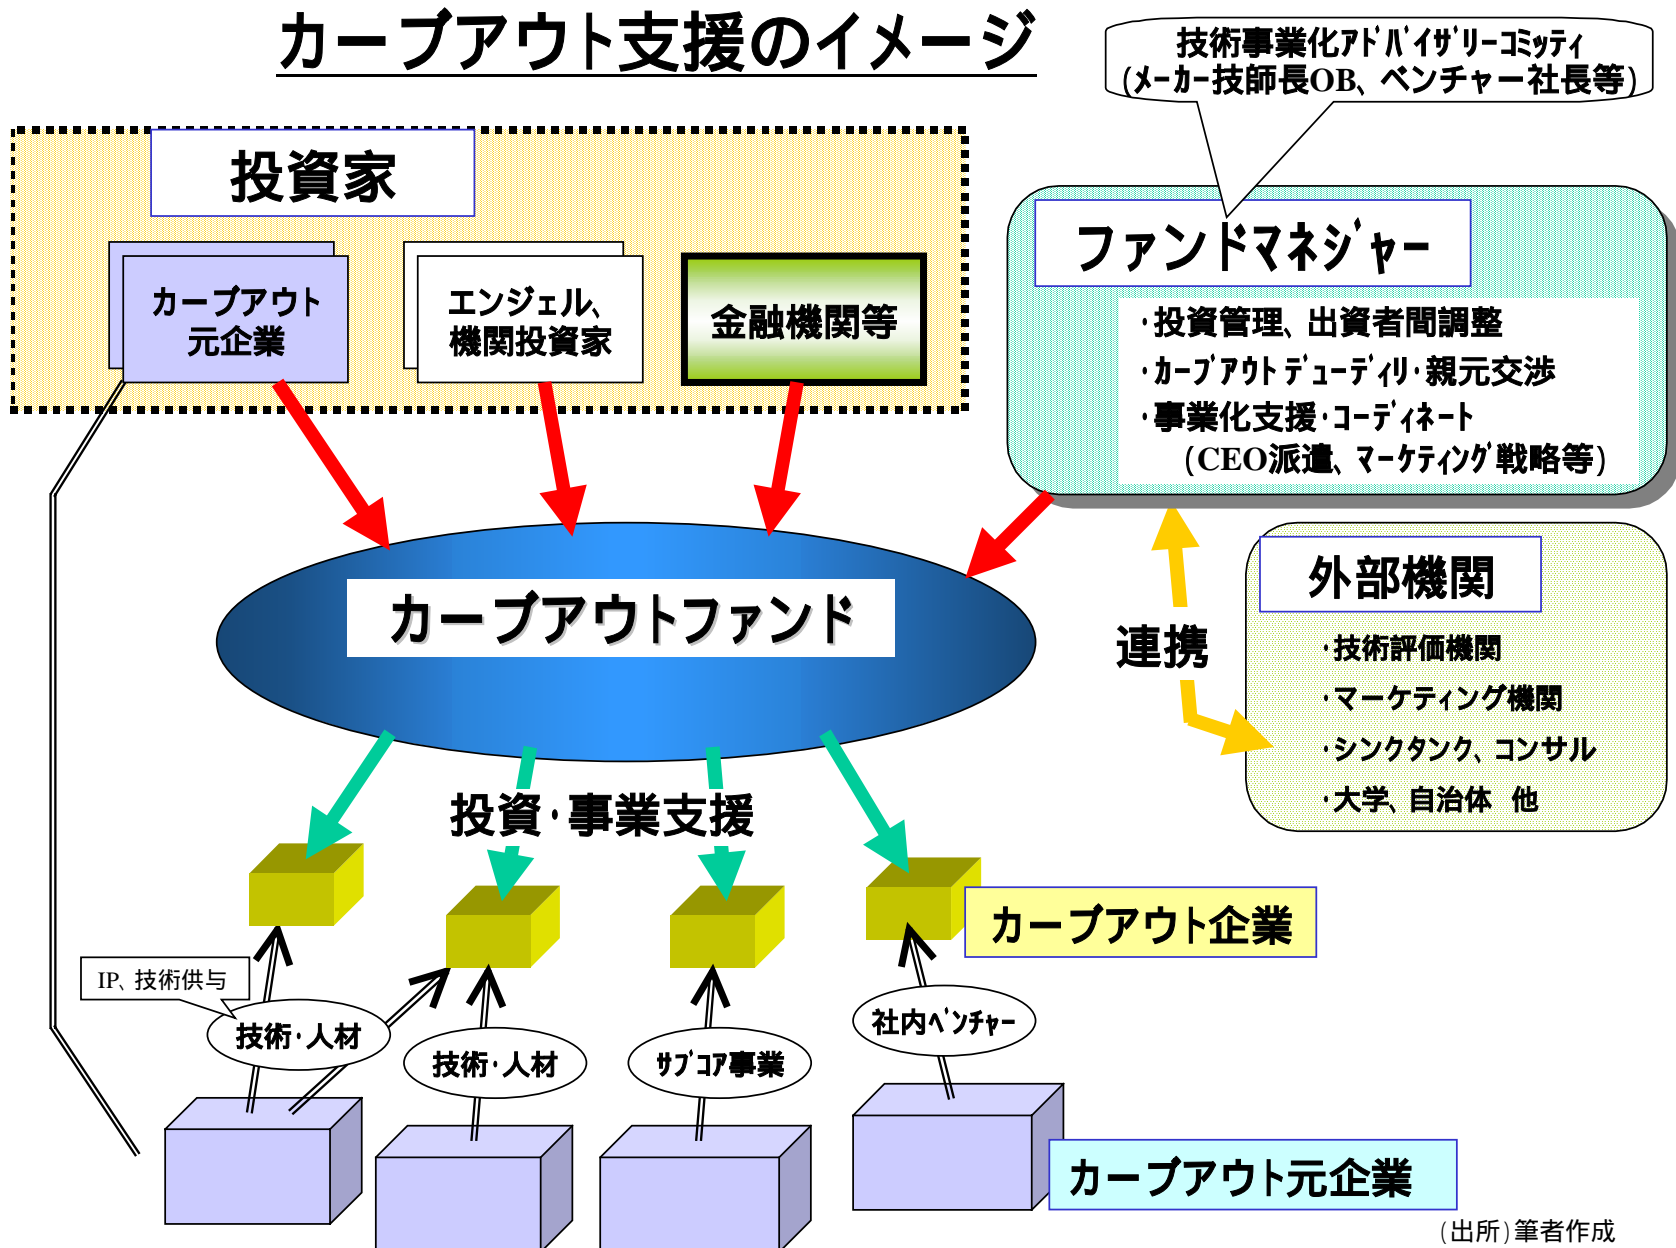 カーブアウト支援のイメージ
技術事業化ｱﾄﾞﾊﾞｲｻﾞﾘｰｺﾐｯﾃｨ
(ﾒｰｶｰ技師長OB、ベンチャー社長等)
投資家
カーブアウト
元企業
エンジェル、
機関投資家
金融機関等
ファンドマネジャー
・投資管理、出資者間調整
・ｶｰﾌﾞｱｳﾄﾃﾞｭｰﾃﾞｨﾘ・親元交渉
・事業化支援・ｺｰﾃﾞｨﾈｰﾄ
(CEO派遣、ﾏｰｹﾃｨﾝｸﾞ戦略等)
カーブアウトファンド
連携
外部機関
・技術評価機関
・マーケティング機関
・シンクタンク、コンサル
・大学、自治体 他
投資・事業支援
カーブアウト企業
IP、技術供与
技術・人材
技術・人材
ｻﾌﾞｺｱ事業
社内ﾍﾞﾝﾁｬｰ
カーブアウト元企業
(出所)筆者作成